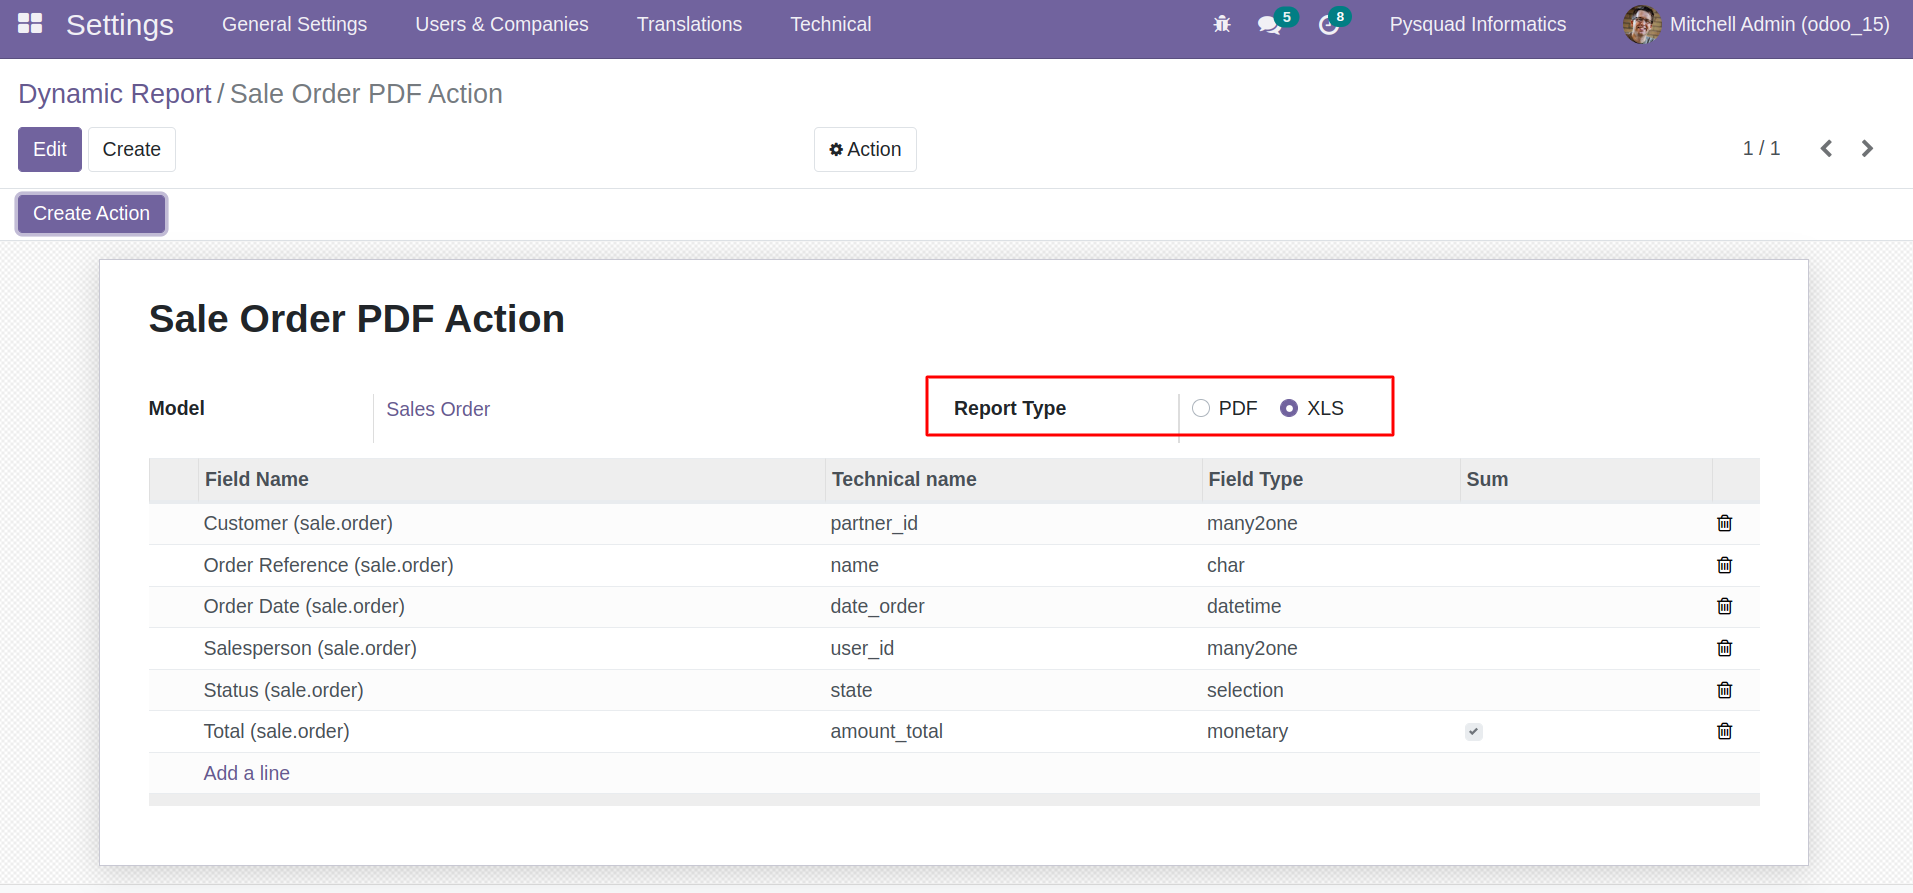 Settings General Settings Users & Companies Translations Technical 5 8 Pysquad Informatics Mitchell Admin (odoo_15)
Dynamic Report / Sale Order PDF Action
Edit Create Action 1 / 1
Create Action
Sale Order PDF Action
Model Sales Order Report Type PDF XLS
Field Name Technical name Field Type Sum
Customer (sale.order) partner_id many2one
Order Reference (sale.order) name char
Order Date (sale.order) date_order datetime
Salesperson (sale.order) user_id many2one
Status (sale.order) state selection
Total (sale.order) amount_total monetary
Add a line